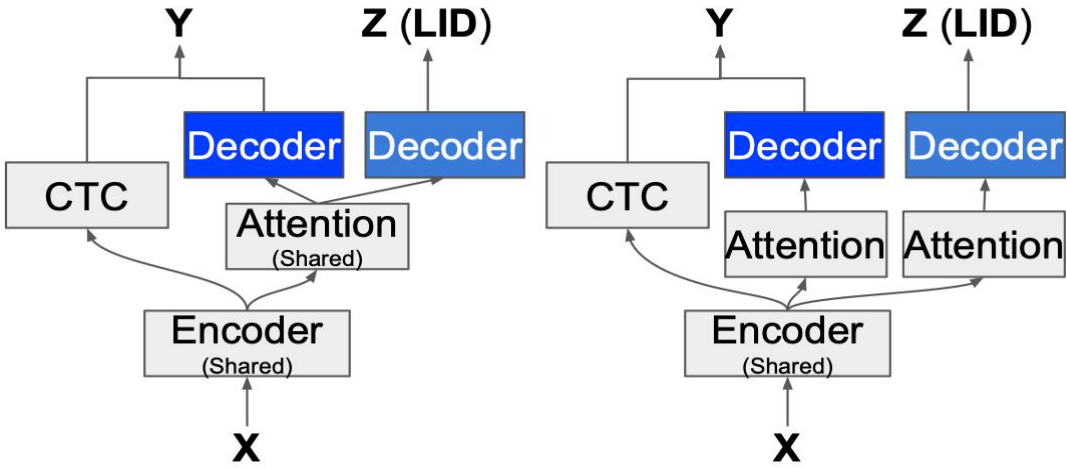 Y
Z (LID)
Decoder
Decoder
CTC
Attention
(Shared)
Encoder
(Shared)
X
Y
Z (LID)
Decoder
Decoder
CTC
Attention
Attention
Encoder
(Shared)
X